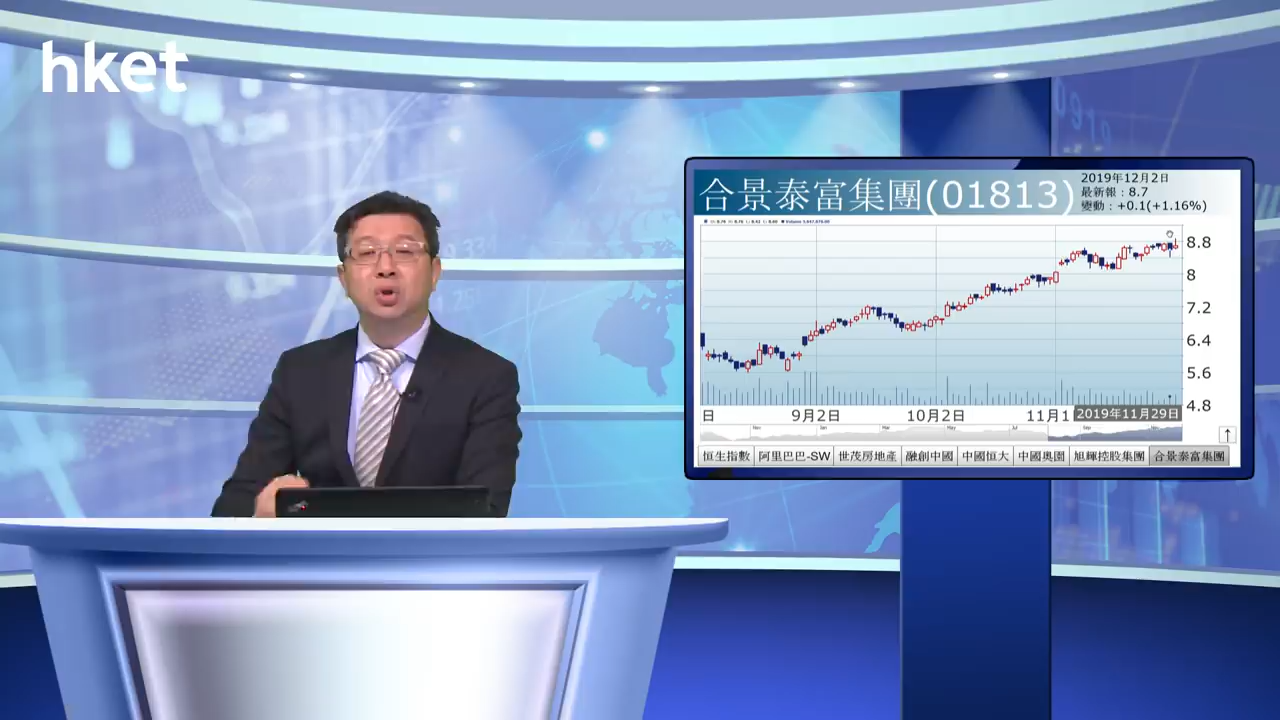 hket
合景泰富集團(01813)
2019年12月2日
最新報：8.7
變動：+0.1(+1.16%)
8.8
8
7.2
6.4
5.6
4.8
日 9月2日 10月2日 11月1 2019年11月29日
恒生指數 阿里巴巴-SW 世茂房地產 融創中國 中國恒大 中國奧園 旭輝控股集團 合景泰富集團